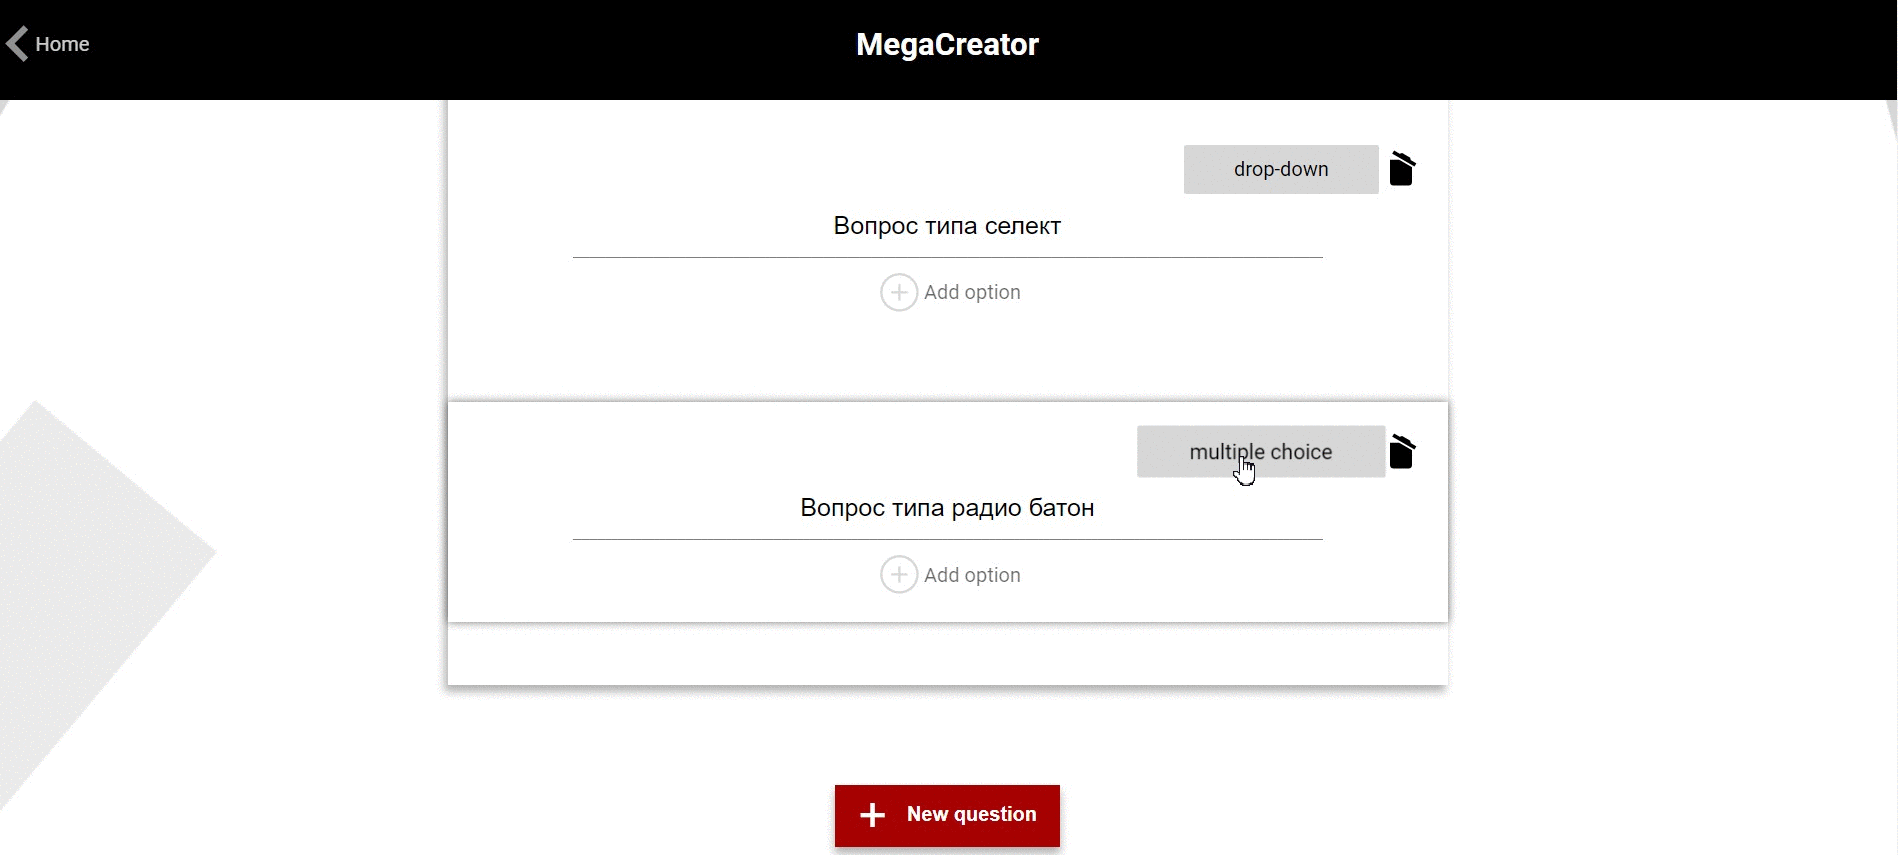 Home
MegaCreator
drop-down
Вопрос типа селект
Add option
multiple choice
Вопрос типа радио батон
Add option
New question